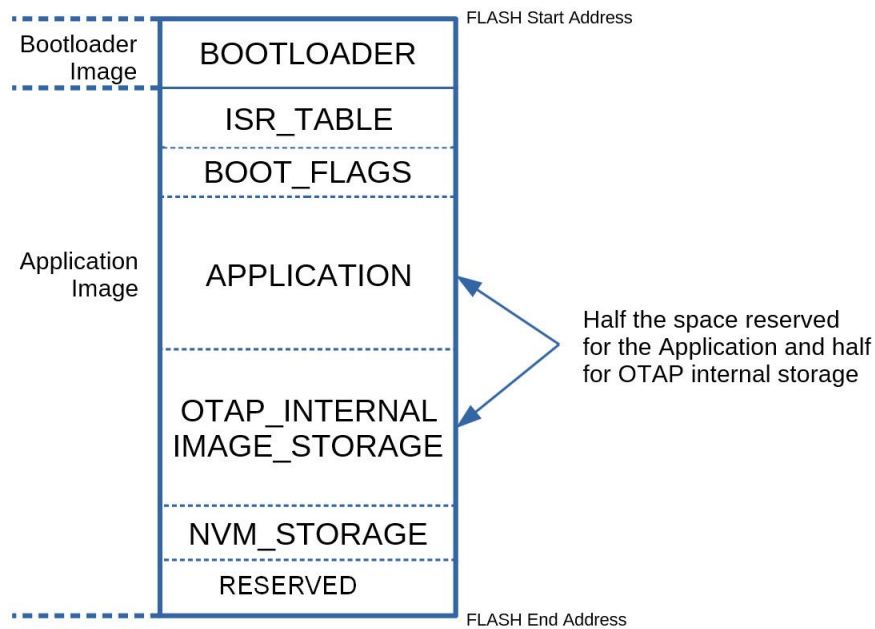 FLASH Start Address
Bootloader
Image
BOOTLOADER
ISR_TABLE
BOOT_FLAGS
Application
Image
APPLICATION
Half the space reserved
for the Application and half
for OTAP internal storage
OTAP_INTERNAL
IMAGE_STORAGE
NVM_STORAGE
RESERVED
FLASH End Address